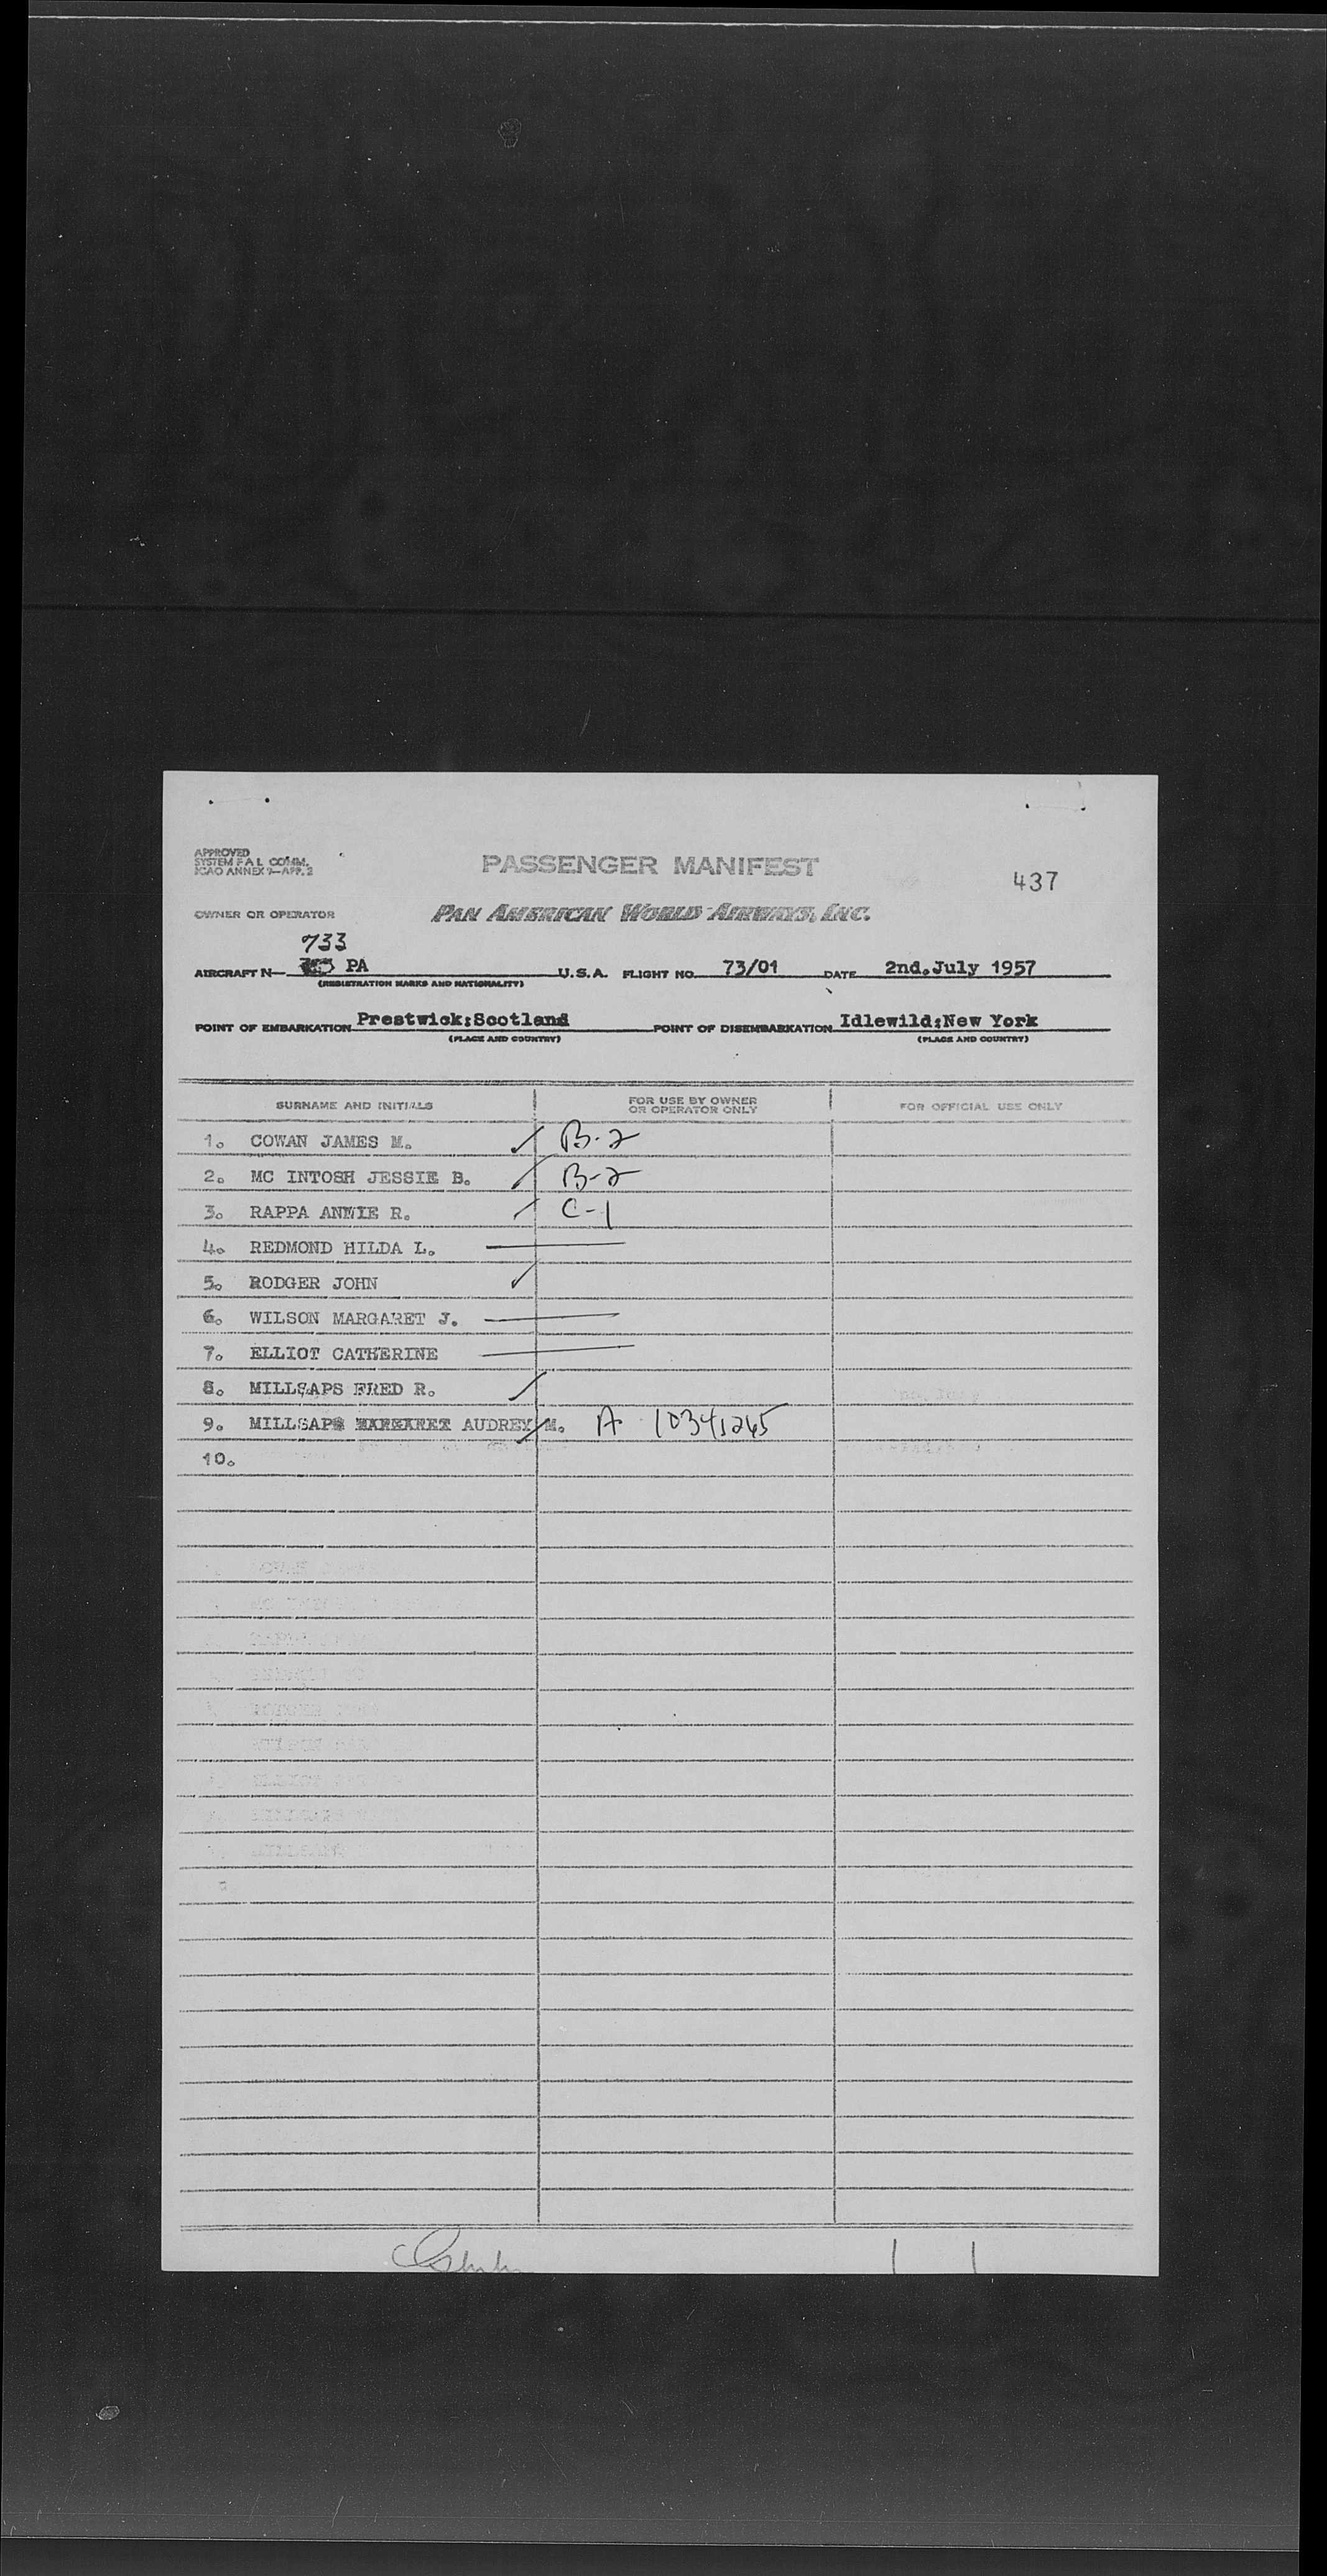 APPROVED
SYSTEM F A L COMM.
ICAO ANNEX 9—APP. 2
PASSENGER MANIFEST
437
OWNER OR OPERATOR PAN AMERICAN WORLD AIRWAYS, INC.
733
AIRCRAFT N— PA U.S.A. FLIGHT NO. 73/01 DATE 2nd.July 1957
(REGISTRATION MARKS AND NATIONALITY)
POINT OF EMBARKATION Prestwick:Scotland POINT OF DISEMBARKATION Idlewild:New York
(PLACE AND COUNTRY) (PLACE AND COUNTRY)
SURNAME AND INITIALS FOR USE BY OWNER OR OPERATOR ONLY FOR OFFICIAL USE ONLY
1. COWAN JAMES M. B-2
2. MC INTOSH JESSIE B. B-2
3. RAPPA ANNIE R. C-1
4. REDMOND HILDA L.
5. RODGER JOHN
6. WILSON MARGARET J.
7. ELLIOT CATHERINE
8. MILLSAPS FRED R.
9. MILLSAPS MARGARET AUDREY M. A 10341265
10.